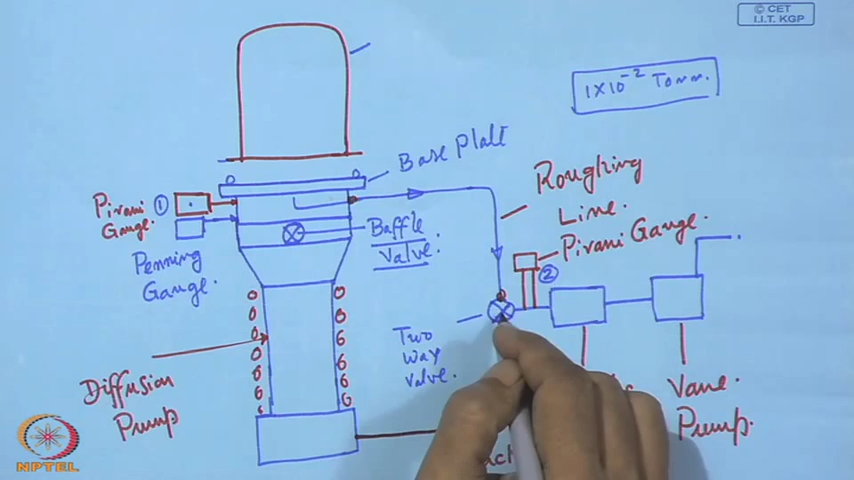 © CET
I.I.T. KGP
1×10⁻² Torr.
Base Plate
Roughing
Line.
Pirani ①
Gauge.
Baffle
Valve.
Pirani Gauge.
②
Penning
Gauge.
Two
way
valve.
Diffusion
Pump
Vane.
Pump.
NPTEL